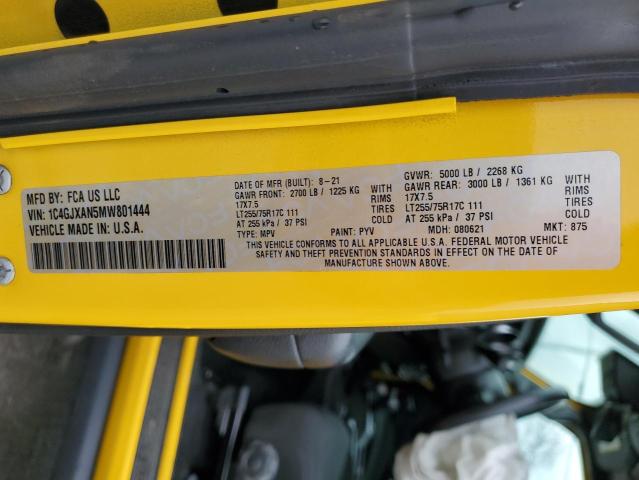 MFD BY: FCA US LLC
VIN: 1C4GJXAN5MW801444
VEHICLE MADE IN: U.S.A.
DATE OF MFR (BUILT): 8-21
GAWR FRONT: 2700 LB / 1225 KG
17X7.5 RIMS
LT255/75R17C 111 TIRES
AT 255 kPa / 37 PSI
WITH RIMS TIRES
GVWR: 5000 LB / 2268 KG
GAWR REAR: 3000 LB / 1361 KG
17X7.5
LT255/75R17C 111
AT 255 kPa / 37 PSI
TYPE: MPV PAINT: PYV MDH: 080621 MKT: 875
THIS VEHICLE CONFORMS TO ALL APPLICABLE U.S.A. FEDERAL MOTOR VEHICLE
SAFETY AND THEFT PREVENTION STANDARDS IN EFFECT ON THE DATE OF
MANUFACTURE SHOWN ABOVE.